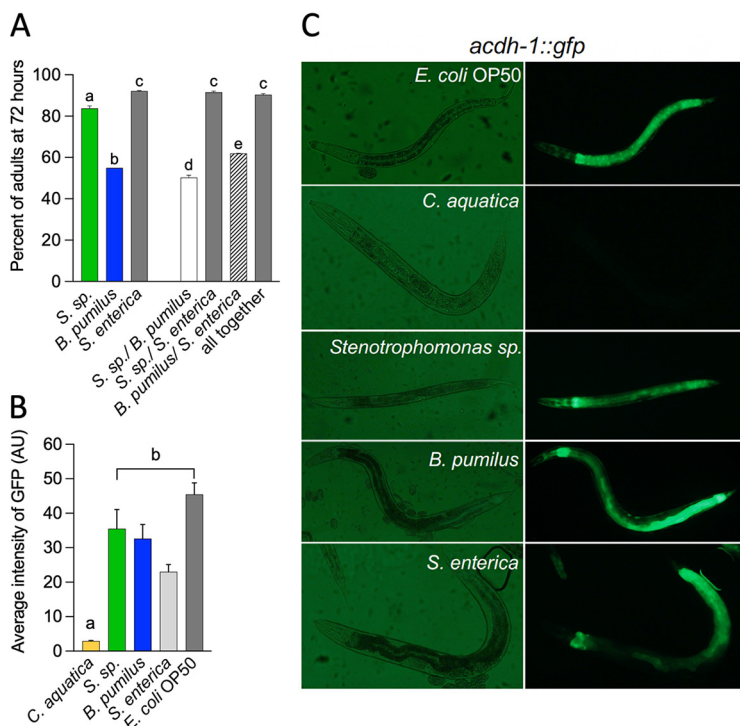 A
Percent of adults at 72 hours
100
80
60
40
20
0
a
b
c
d
c
e
c
S. sp.
B. pumilus
S. enterica
S. sp./ B. pumilus
S. sp./ S. enterica
B. pumilus/ S. enterica
all together
B
Average intensity of GFP (AU)
60
50
40
30
20
10
0
a
b
C. aquatica
S. sp.
B. pumilus
S. enterica
E. coli OP50
C
acdh-1::gfp
E. coli OP50
C. aquatica
Stenotrophomonas sp.
B. pumilus
S. enterica